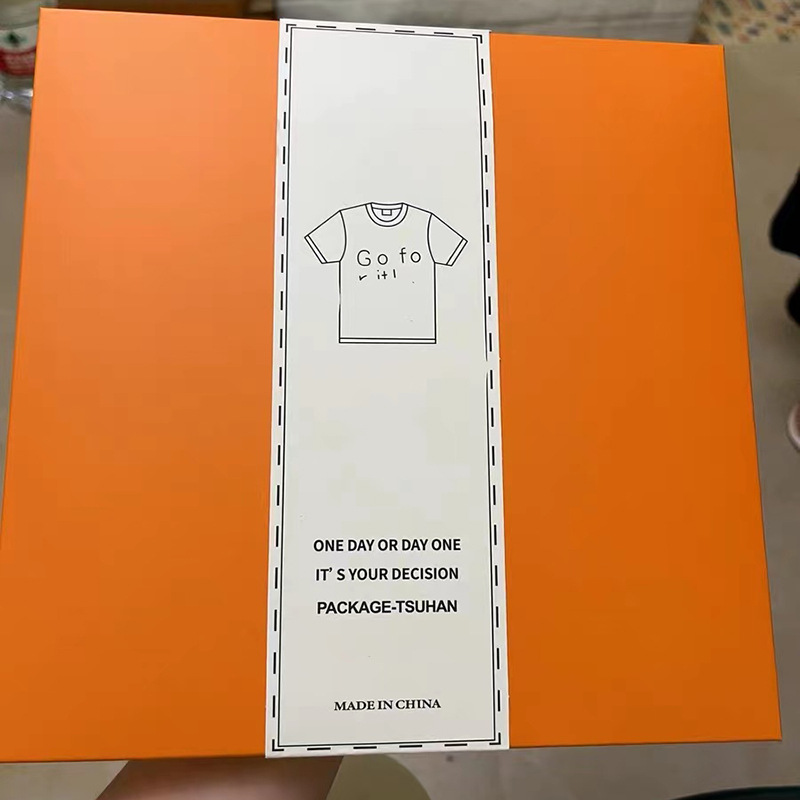 Go fo
r it!
ONE DAY OR DAY ONE
IT' S YOUR DECISION
PACKAGE-TSUHAN
MADE IN CHINA